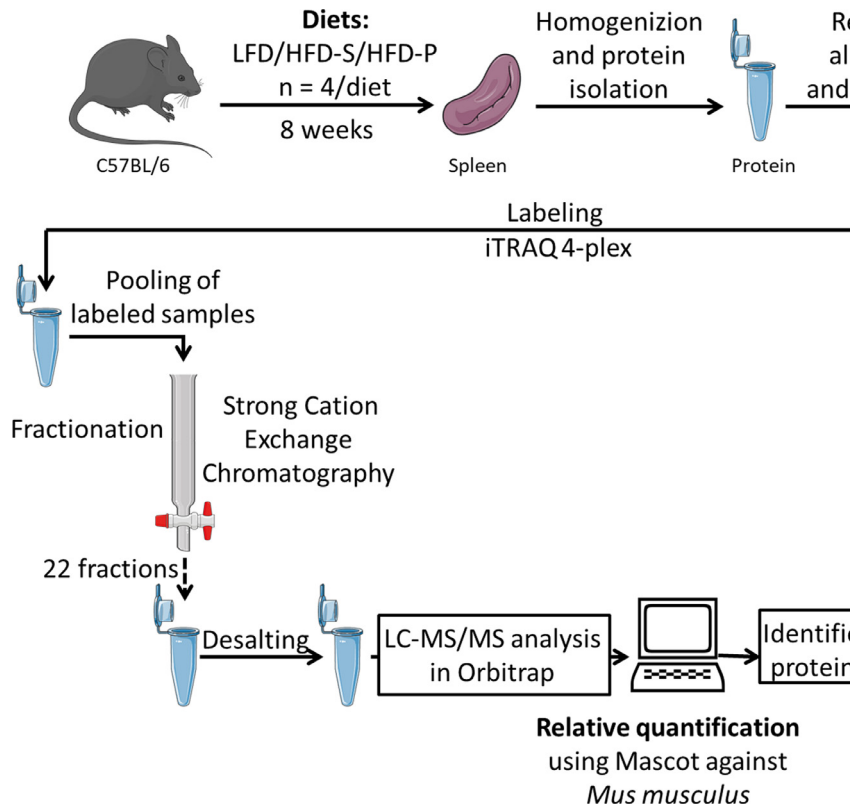 Diets:
LFD/HFD-S/HFD-P
n = 4/diet
8 weeks
Homogenizion
and protein
isolation
and
C57BL/6
Spleen
Protein
Labeling
iTRAQ 4-plex
Pooling of
labeled samples
Fractionation
Strong Cation
Exchange
Chromatography
22 fractions
Desalting
LC-MS/MS analysis
in Orbitrap
protein
Relative quantification
using Mascot against
Mus musculus